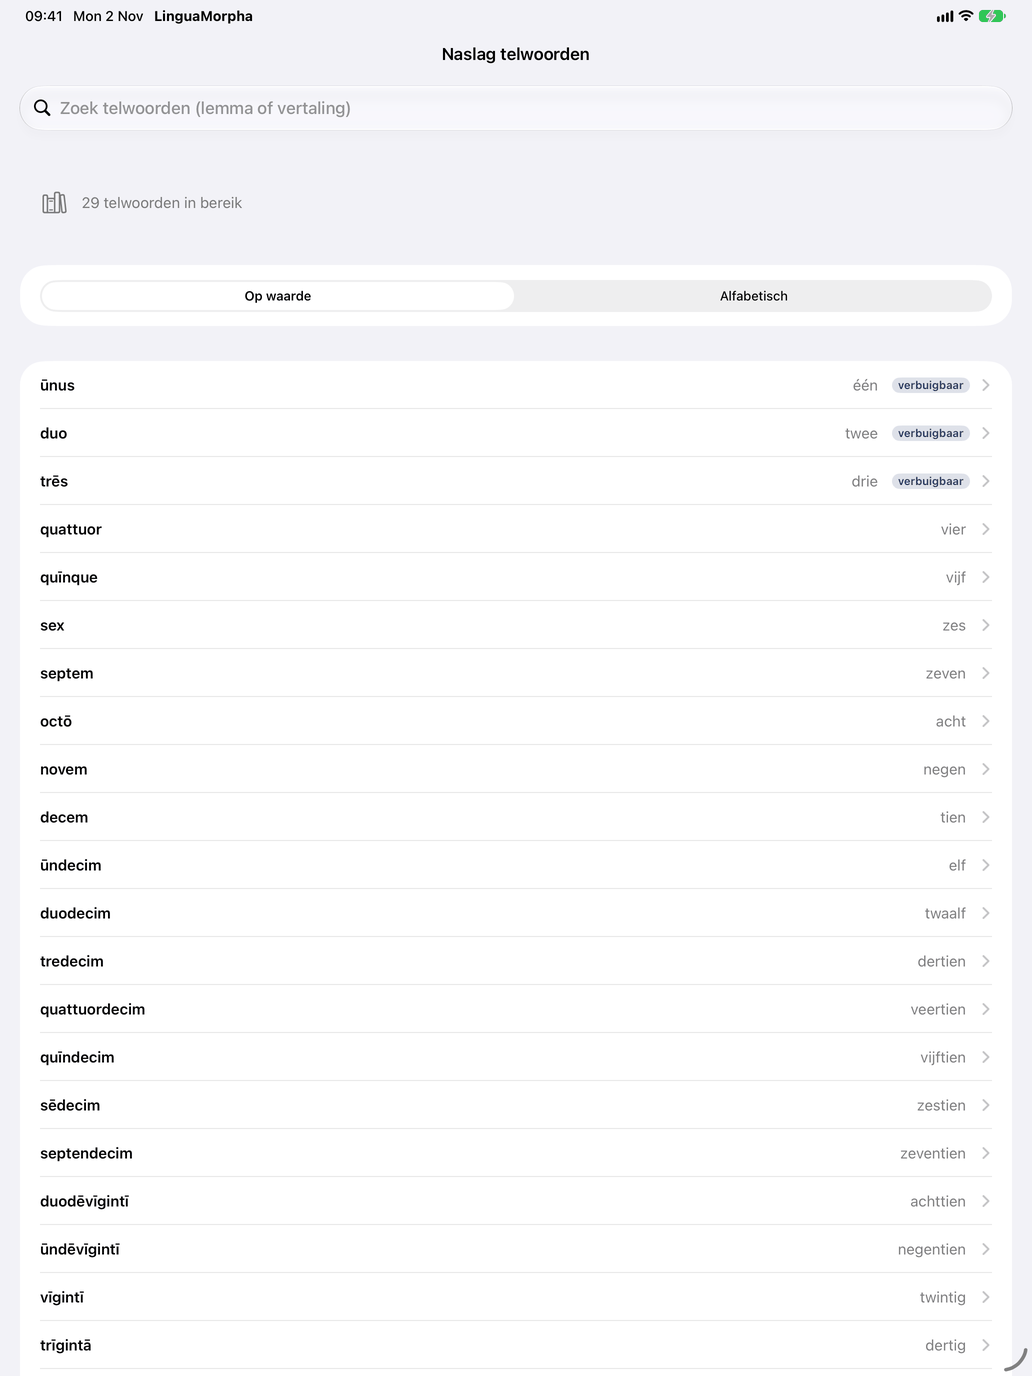 09:41 Mon 2 Nov LinguaMorpha
Naslag telwoorden
Zoek telwoorden (lemma of vertaling)
29 telwoorden in bereik
Op waarde Alfabetisch
ūnus één verbuigbaar
duo twee verbuigbaar
trēs drie verbuigbaar
quattuor vier
quīnque vijf
sex zes
septem zeven
octō acht
novem negen
decem tien
ūndecim elf
duodecim twaalf
tredecim dertien
quattuordecim veertien
quīndecim vijftien
sēdecim zestien
septendecim zeventien
duodēvīgintī achttien
ūndēvīgintī negentien
vīgintī twintig
trīgintā dertig